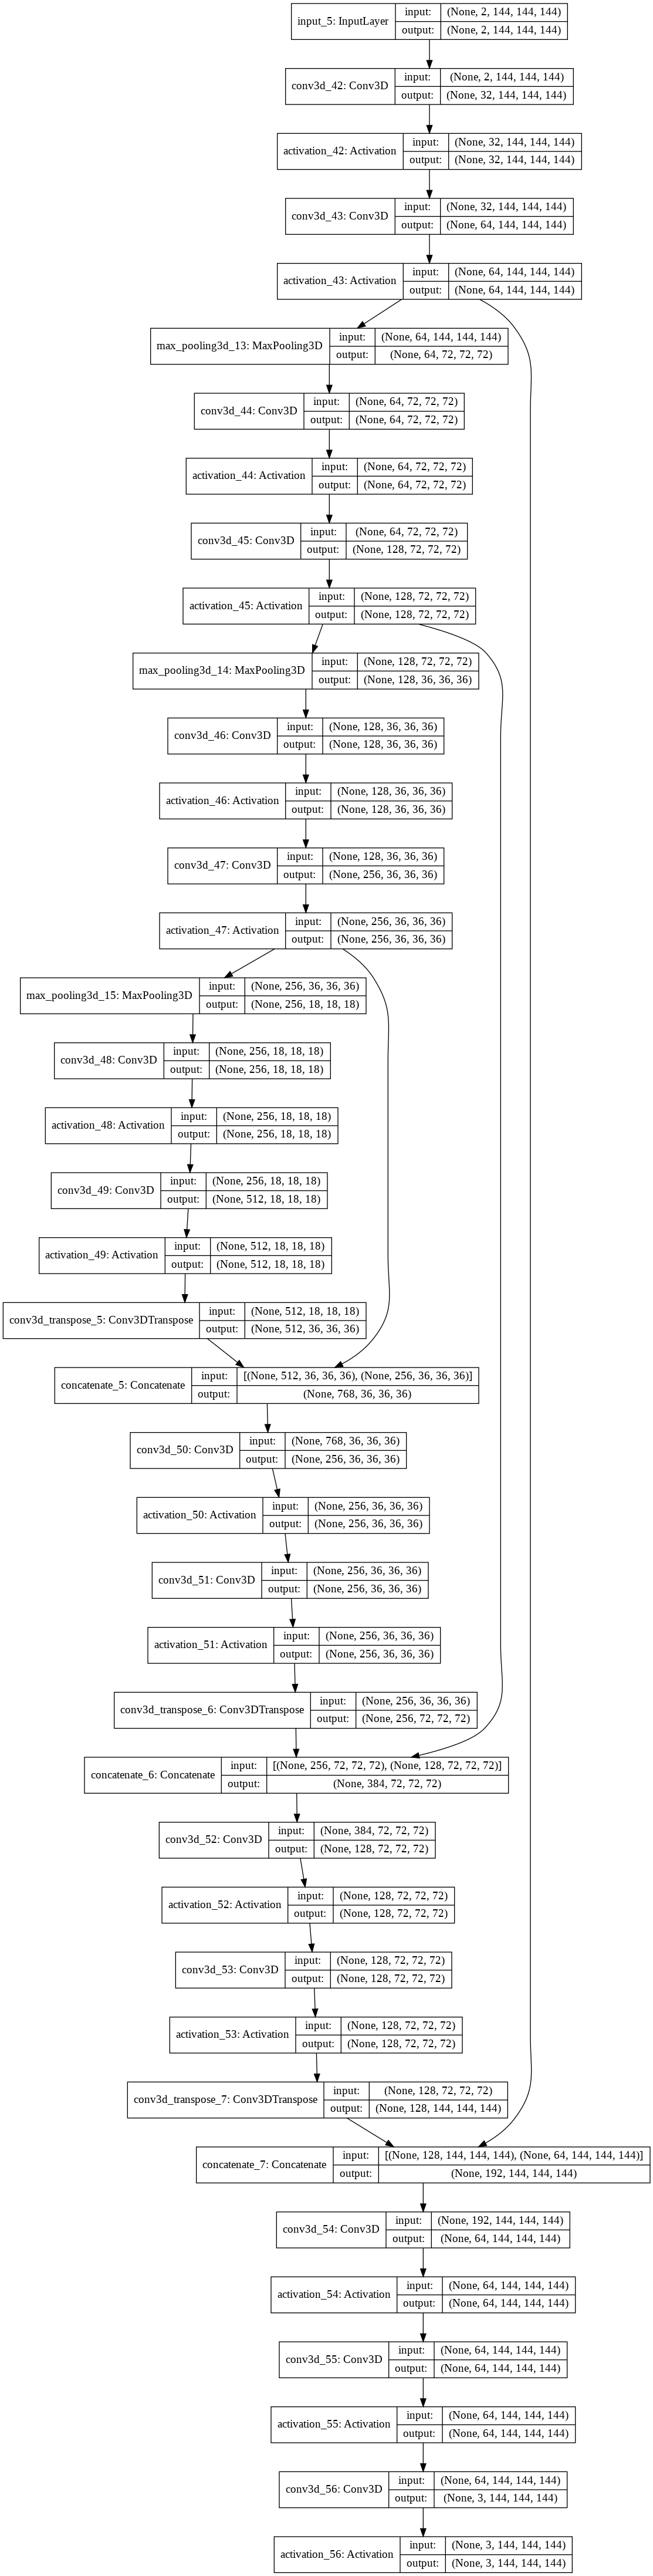 input_5: InputLayer
input: (None, 2, 144, 144, 144)
output: (None, 2, 144, 144, 144)
conv3d_42: Conv3D
input: (None, 2, 144, 144, 144)
output: (None, 32, 144, 144, 144)
activation_42: Activation
input: (None, 32, 144, 144, 144)
output: (None, 32, 144, 144, 144)
conv3d_43: Conv3D
input: (None, 32, 144, 144, 144)
output: (None, 64, 144, 144, 144)
activation_43: Activation
input: (None, 64, 144, 144, 144)
output: (None, 64, 144, 144, 144)
max_pooling3d_13: MaxPooling3D
input: (None, 64, 144, 144, 144)
output: (None, 64, 72, 72, 72)
conv3d_44: Conv3D
input: (None, 64, 72, 72, 72)
output: (None, 64, 72, 72, 72)
activation_44: Activation
input: (None, 64, 72, 72, 72)
output: (None, 64, 72, 72, 72)
conv3d_45: Conv3D
input: (None, 64, 72, 72, 72)
output: (None, 128, 72, 72, 72)
activation_45: Activation
input: (None, 128, 72, 72, 72)
output: (None, 128, 72, 72, 72)
max_pooling3d_14: MaxPooling3D
input: (None, 128, 72, 72, 72)
output: (None, 128, 36, 36, 36)
conv3d_46: Conv3D
input: (None, 128, 36, 36, 36)
output: (None, 128, 36, 36, 36)
activation_46: Activation
input: (None, 128, 36, 36, 36)
output: (None, 128, 36, 36, 36)
conv3d_47: Conv3D
input: (None, 128, 36, 36, 36)
output: (None, 256, 36, 36, 36)
activation_47: Activation
input: (None, 256, 36, 36, 36)
output: (None, 256, 36, 36, 36)
max_pooling3d_15: MaxPooling3D
input: (None, 256, 36, 36, 36)
output: (None, 256, 18, 18, 18)
conv3d_48: Conv3D
input: (None, 256, 18, 18, 18)
output: (None, 256, 18, 18, 18)
activation_48: Activation
input: (None, 256, 18, 18, 18)
output: (None, 256, 18, 18, 18)
conv3d_49: Conv3D
input: (None, 256, 18, 18, 18)
output: (None, 512, 18, 18, 18)
activation_49: Activation
input: (None, 512, 18, 18, 18)
output: (None, 512, 18, 18, 18)
conv3d_transpose_5: Conv3DTranspose
input: (None, 512, 18, 18, 18)
output: (None, 512, 36, 36, 36)
concatenate_5: Concatenate
input: [(None, 512, 36, 36, 36), (None, 256, 36, 36, 36)]
output: (None, 768, 36, 36, 36)
conv3d_50: Conv3D
input: (None, 768, 36, 36, 36)
output: (None, 256, 36, 36, 36)
activation_50: Activation
input: (None, 256, 36, 36, 36)
output: (None, 256, 36, 36, 36)
conv3d_51: Conv3D
input: (None, 256, 36, 36, 36)
output: (None, 256, 36, 36, 36)
activation_51: Activation
input: (None, 256, 36, 36, 36)
output: (None, 256, 36, 36, 36)
conv3d_transpose_6: Conv3DTranspose
input: (None, 256, 36, 36, 36)
output: (None, 256, 72, 72, 72)
concatenate_6: Concatenate
input: [(None, 256, 72, 72, 72), (None, 128, 72, 72, 72)]
output: (None, 384, 72, 72, 72)
conv3d_52: Conv3D
input: (None, 384, 72, 72, 72)
output: (None, 128, 72, 72, 72)
activation_52: Activation
input: (None, 128, 72, 72, 72)
output: (None, 128, 72, 72, 72)
conv3d_53: Conv3D
input: (None, 128, 72, 72, 72)
output: (None, 128, 72, 72, 72)
activation_53: Activation
input: (None, 128, 72, 72, 72)
output: (None, 128, 72, 72, 72)
conv3d_transpose_7: Conv3DTranspose
input: (None, 128, 72, 72, 72)
output: (None, 128, 144, 144, 144)
concatenate_7: Concatenate
input: [(None, 128, 144, 144, 144), (None, 64, 144, 144, 144)]
output: (None, 192, 144, 144, 144)
conv3d_54: Conv3D
input: (None, 192, 144, 144, 144)
output: (None, 64, 144, 144, 144)
activation_54: Activation
input: (None, 64, 144, 144, 144)
output: (None, 64, 144, 144, 144)
conv3d_55: Conv3D
input: (None, 64, 144, 144, 144)
output: (None, 64, 144, 144, 144)
activation_55: Activation
input: (None, 64, 144, 144, 144)
output: (None, 64, 144, 144, 144)
conv3d_56: Conv3D
input: (None, 64, 144, 144, 144)
output: (None, 3, 144, 144, 144)
activation_56: Activation
input: (None, 3, 144, 144, 144)
output: (None, 3, 144, 144, 144)